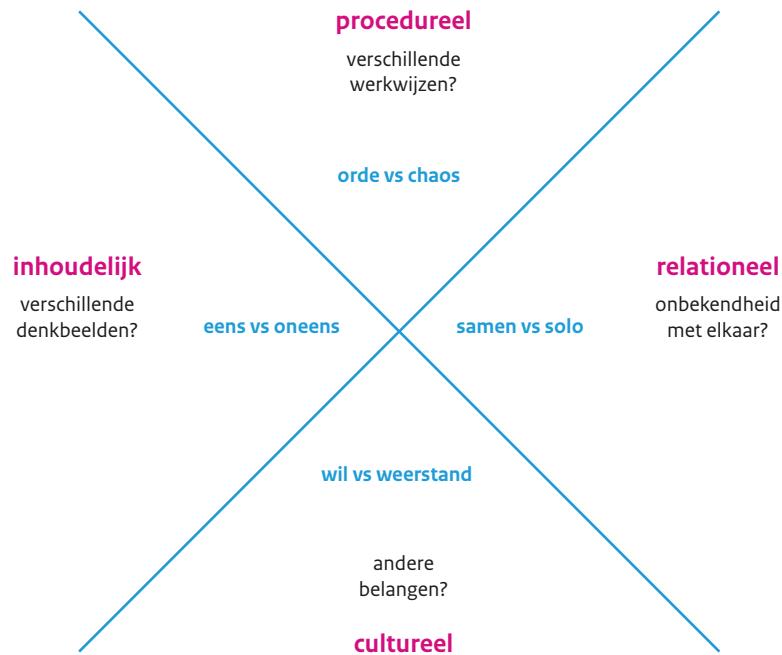 procedureel
verschillende
werkwijzen?
orde vs chaos
inhoudelijk
verschillende
denkbeelden?
eens vs oneens
samen vs solo
relationeel
onbekendheid
met elkaar?
wil vs weerstand
andere
belangen?
cultureel